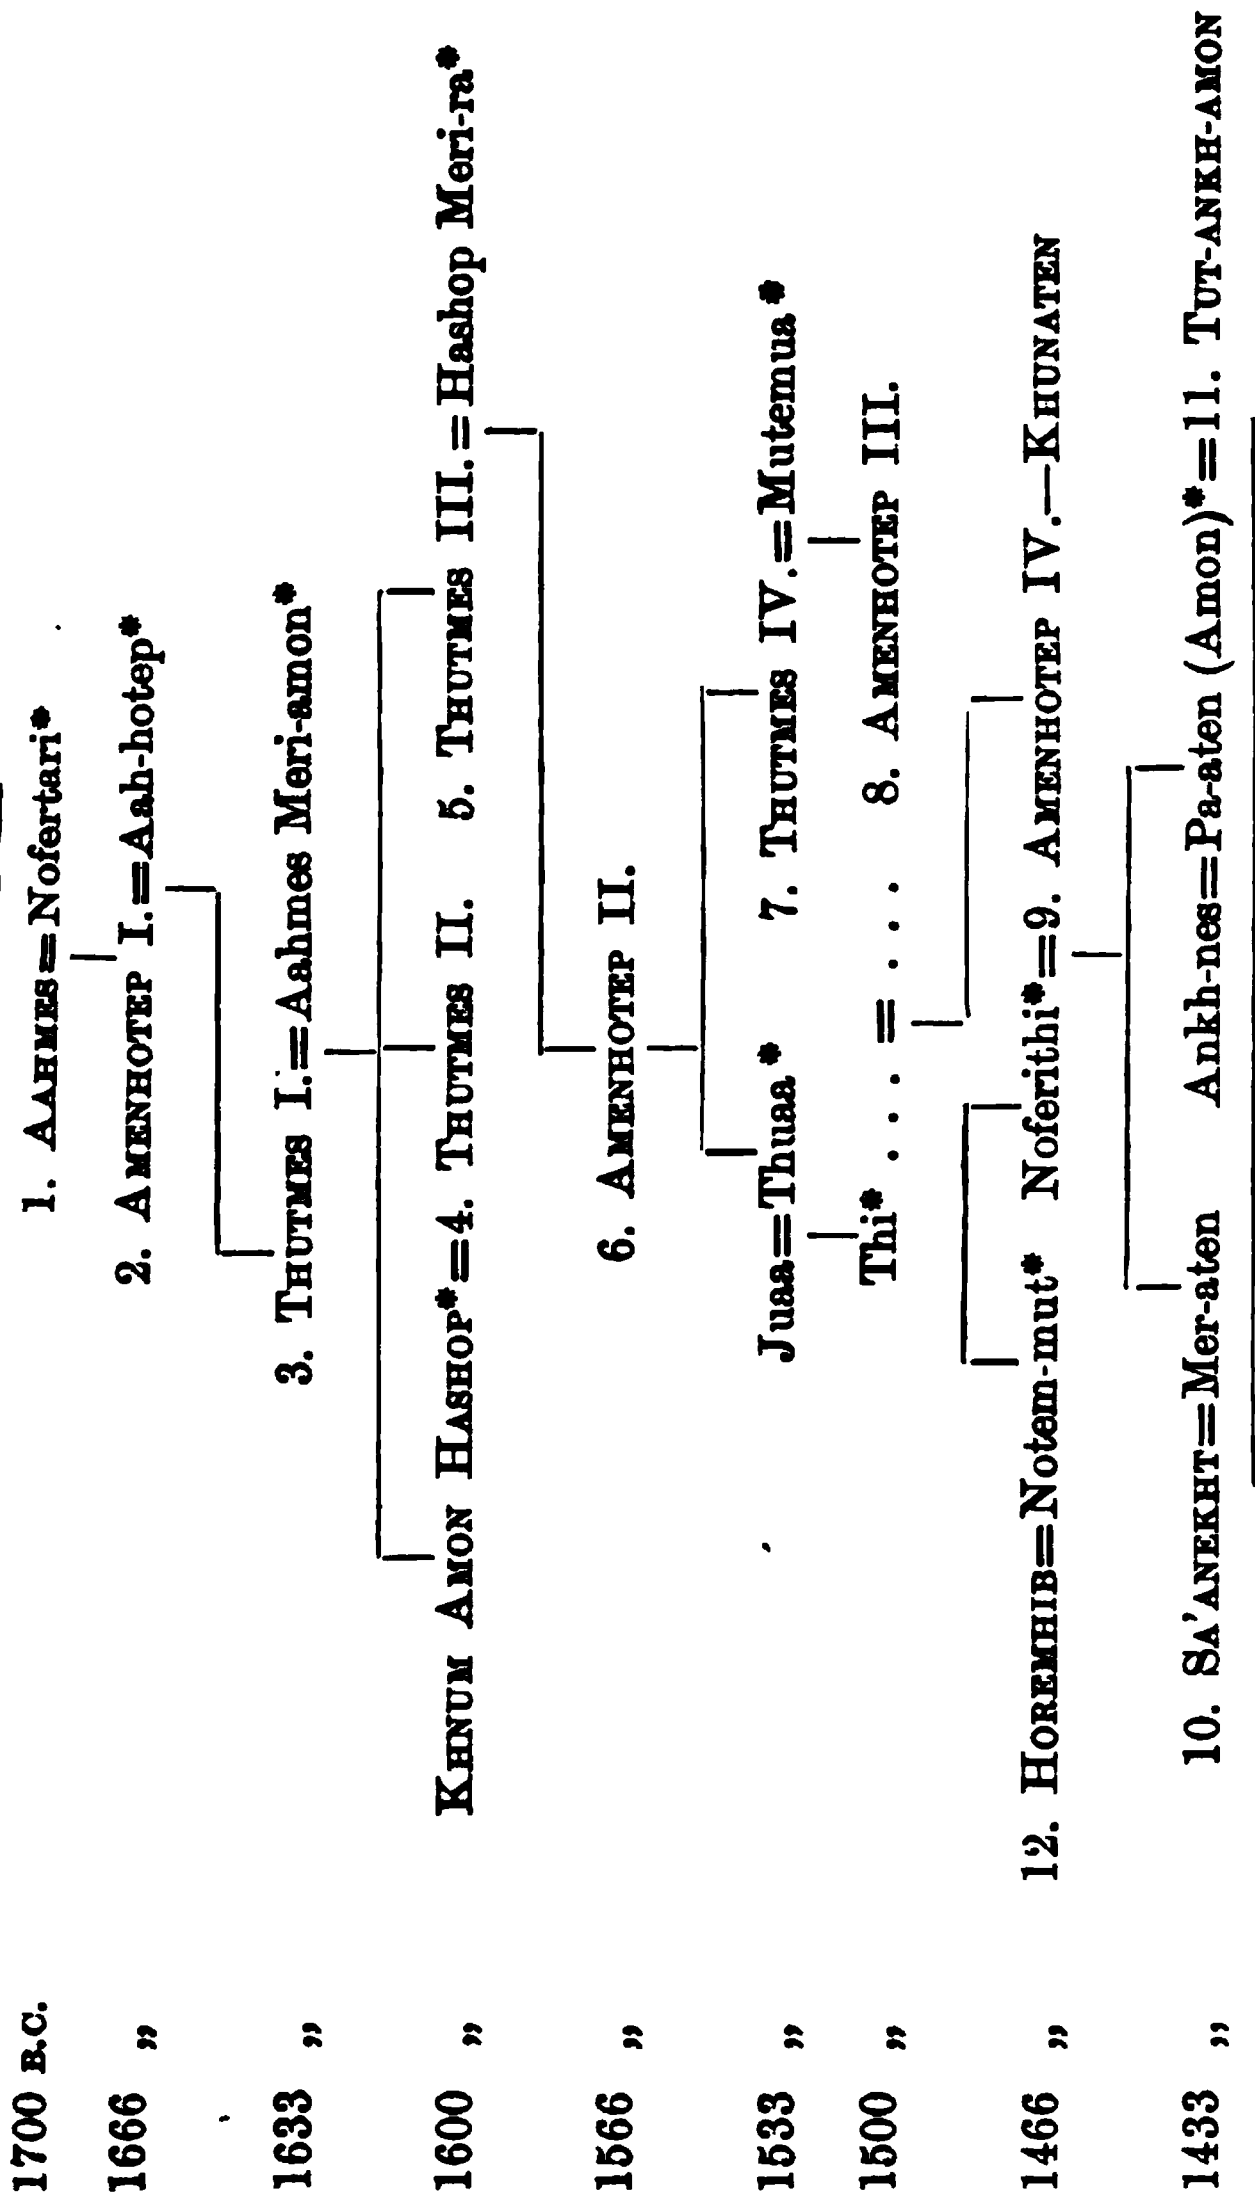 1700 B.C. 1. AAHMES=Nofertari*
1666 „ 2. AMENHOTEP I.=Aah-hotep*
1633 „ 3. THUTMES I.=Aahmes Meri-amon*
1600 „ KHNUM AMON HASHOP*=4. THUTMES II. 5. THUTMES III.=Hashop Meri-ra*
1566 „ 6. AMENHOTEP II.
1533 „ Juaa=Thuaa* 7. THUTMES IV.=Mutemua*
1500 „ Thi* . . . = . . . . 8. AMENHOTEP III.
1466 „ 12. HOREMHIB=Notem-mut* Noferithi*=9. AMENHOTEP IV.—KHUNATEN
1433 „ 10. SA'ANEKHT=Mer-aten Ankh-nes=Pa-aten (Amon)*=11. TUT-ANKH-AMON